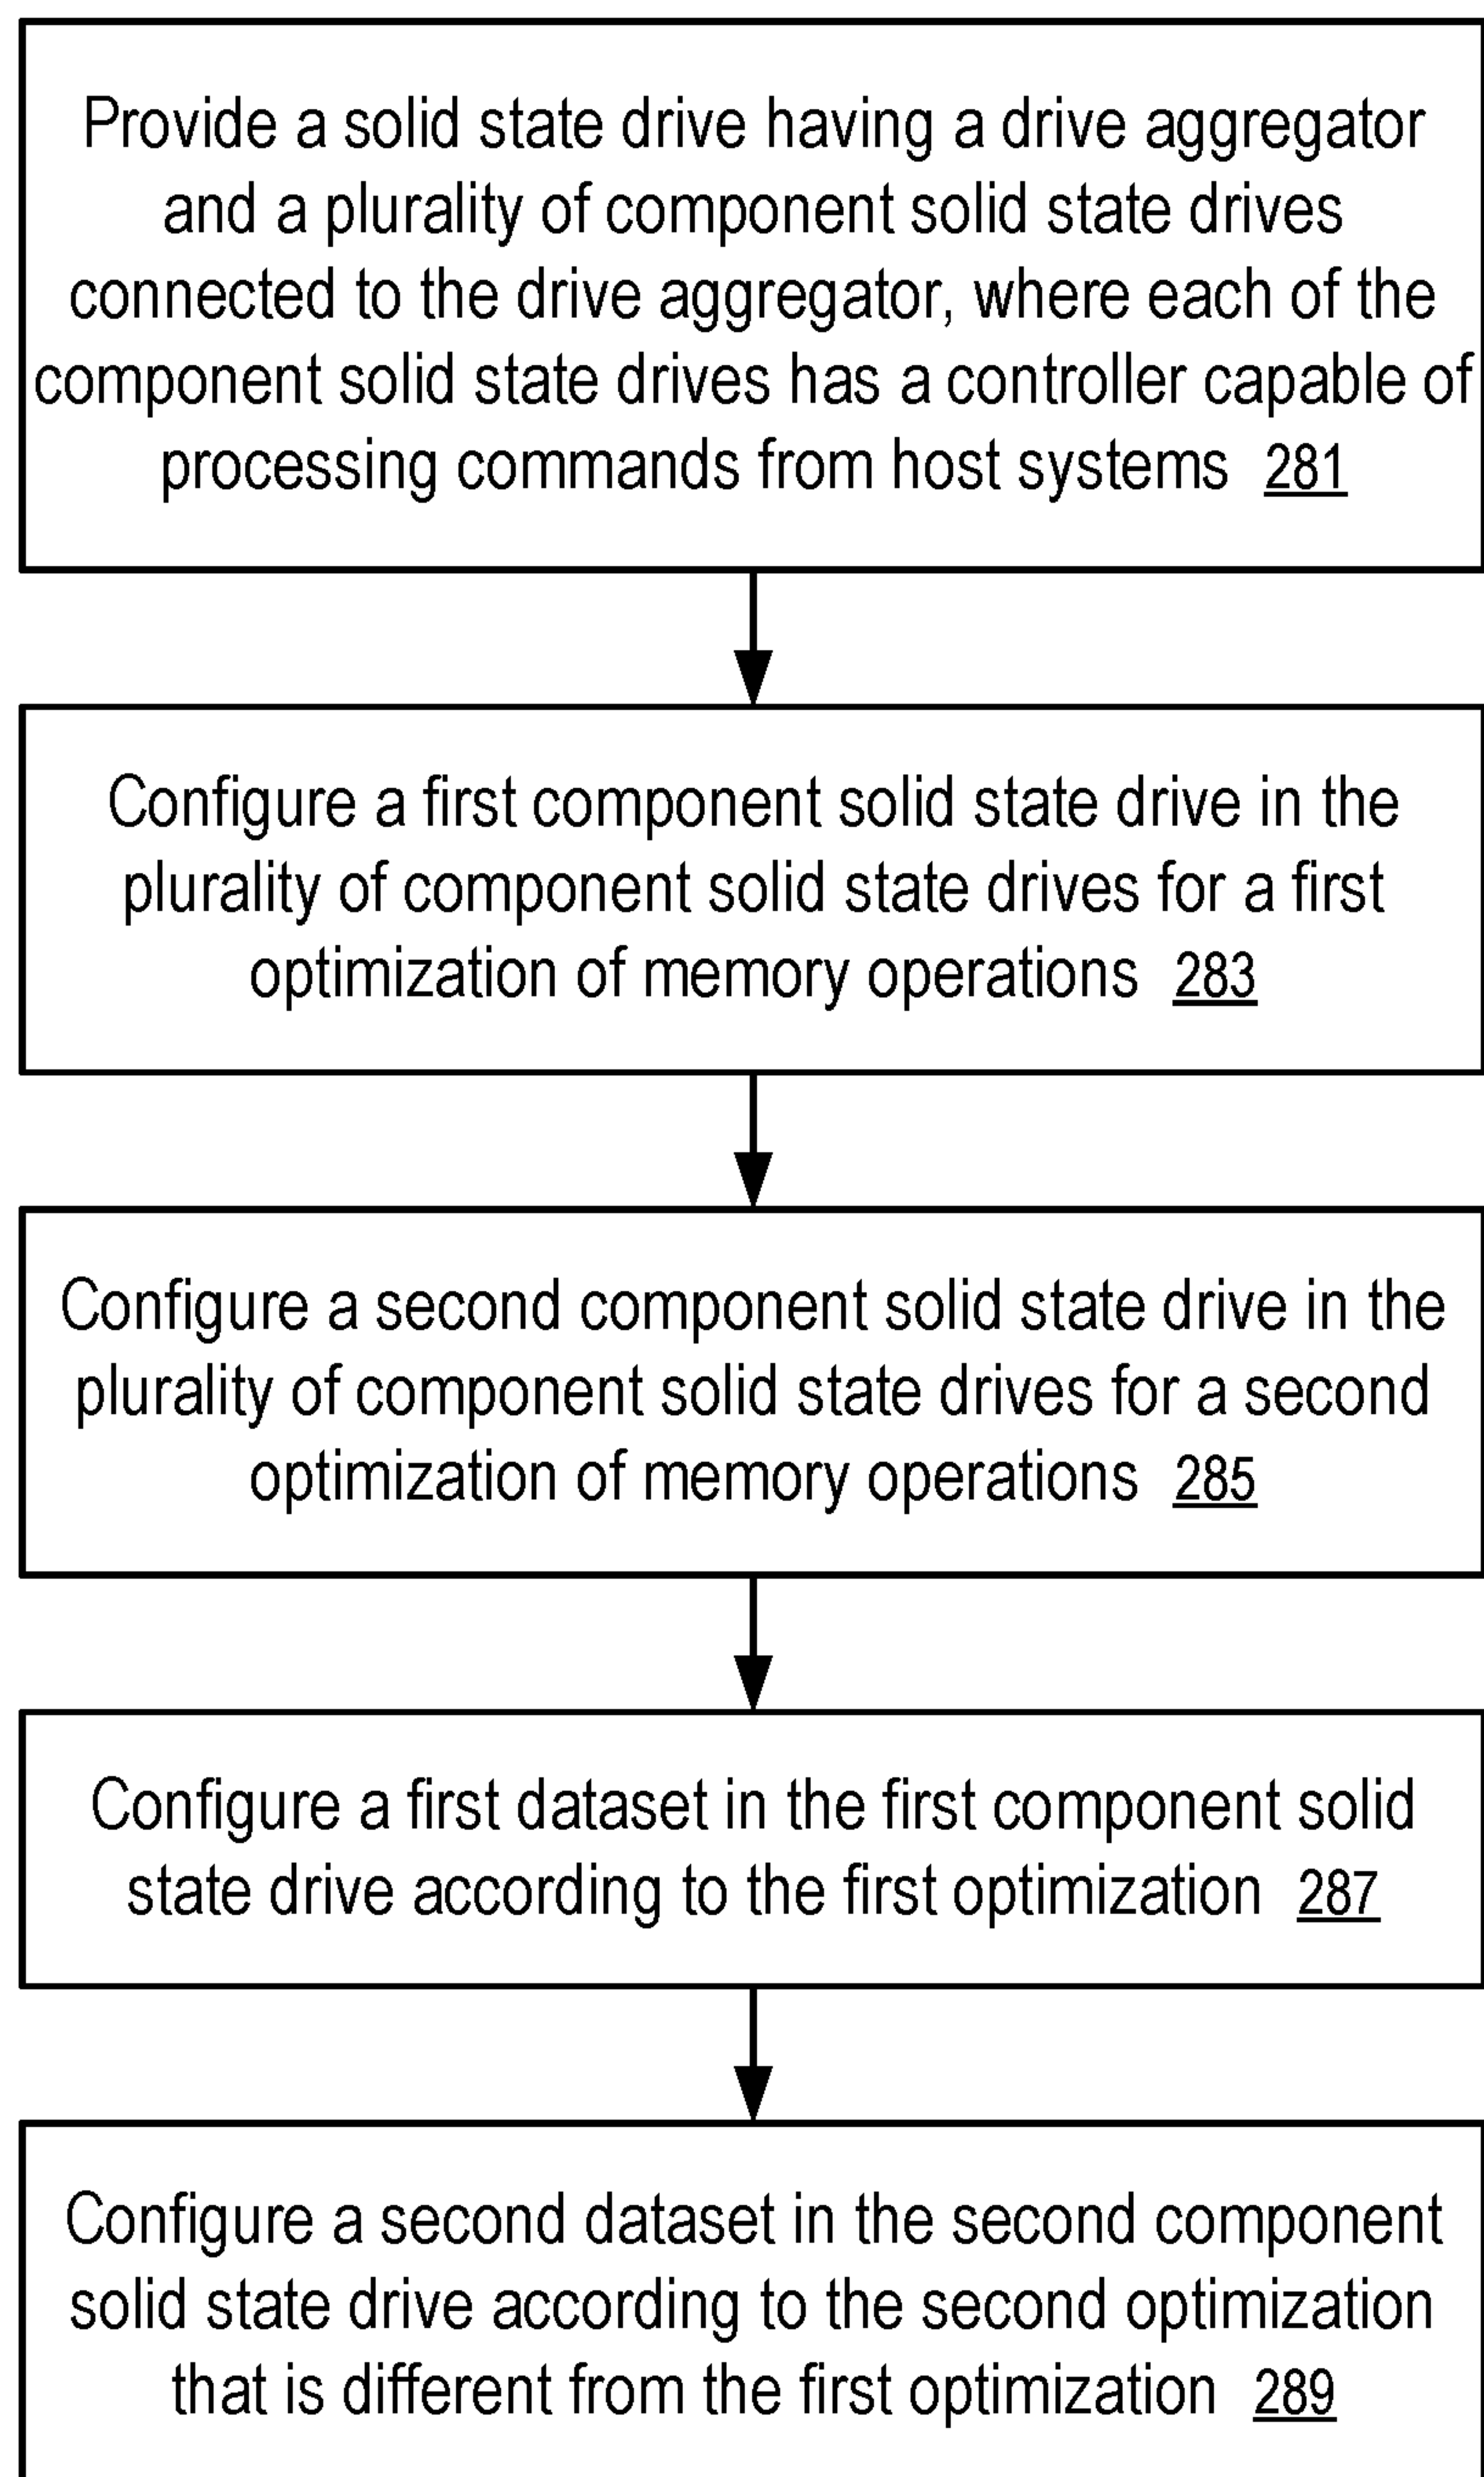 Provide a solid state drive having a drive aggregator
and a plurality of component solid state drives
connected to the drive aggregator, where each of the
component solid state drives has a controller capable of
processing commands from host systems 281
Configure a first component solid state drive in the
plurality of component solid state drives for a first
optimization of memory operations 283
Configure a second component solid state drive in the
plurality of component solid state drives for a second
optimization of memory operations 285
Configure a first dataset in the first component solid
state drive according to the first optimization 287
Configure a second dataset in the second component
solid state drive according to the second optimization
that is different from the first optimization 289